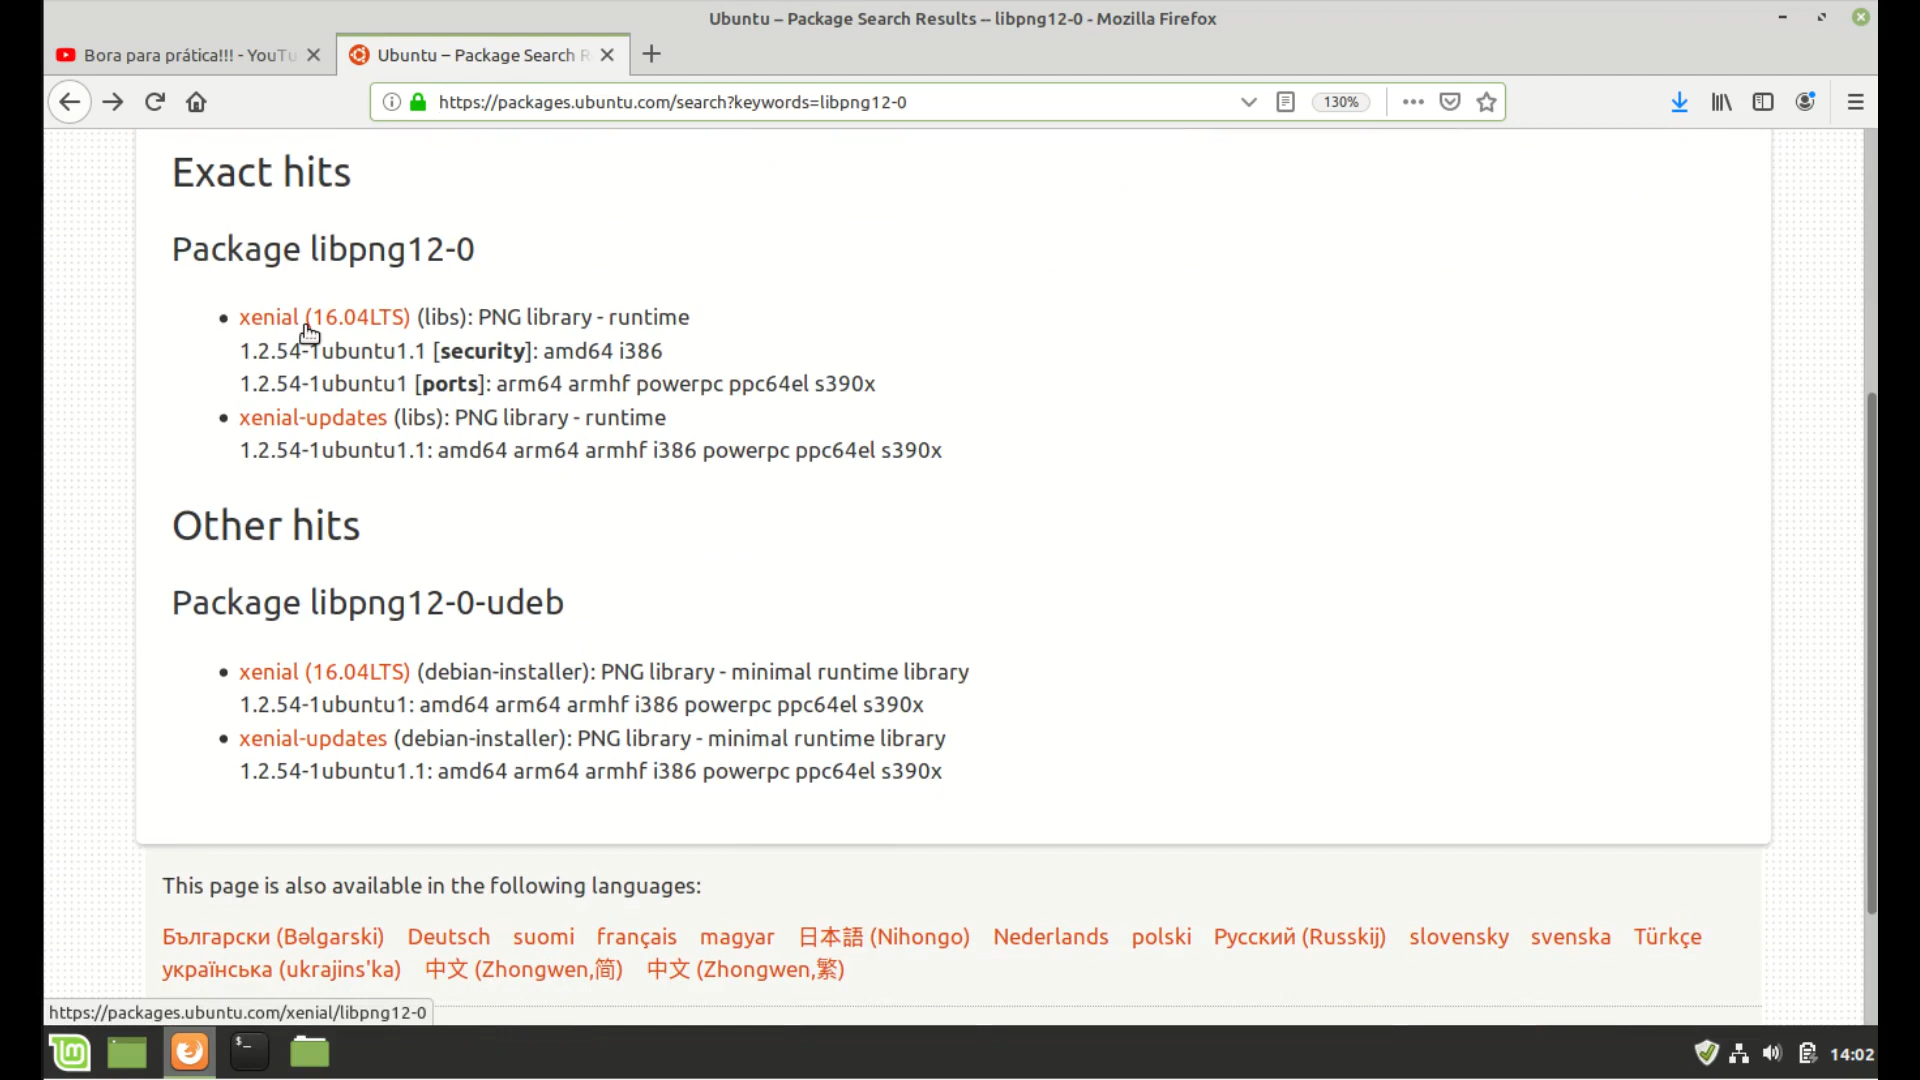 Ubuntu – Package Search Results -- libpng12-0 - Mozilla Firefox
Bora para prática!!! - YouTu
Ubuntu – Package Search R
https://packages.ubuntu.com/search?keywords=libpng12-0
130%
Exact hits
Package libpng12-0
xenial (16.04LTS) (libs): PNG library - runtime
1.2.54-1ubuntu1.1 [security]: amd64 i386
1.2.54-1ubuntu1 [ports]: arm64 armhf powerpc ppc64el s390x
xenial-updates (libs): PNG library - runtime
1.2.54-1ubuntu1.1: amd64 arm64 armhf i386 powerpc ppc64el s390x
Other hits
Package libpng12-0-udeb
xenial (16.04LTS) (debian-installer): PNG library - minimal runtime library
1.2.54-1ubuntu1: amd64 arm64 armhf i386 powerpc ppc64el s390x
xenial-updates (debian-installer): PNG library - minimal runtime library
1.2.54-1ubuntu1.1: amd64 arm64 armhf i386 powerpc ppc64el s390x
This page is also available in the following languages:
Български (Bəlgarski) Deutsch suomi français magyar 日本語 (Nihongo) Nederlands polski Русский (Russkij) slovensky svenska Türkçe
українська (ukrajins'ka) 中文 (Zhongwen,简) 中文 (Zhongwen,繁)
https://packages.ubuntu.com/xenial/libpng12-0
14:02